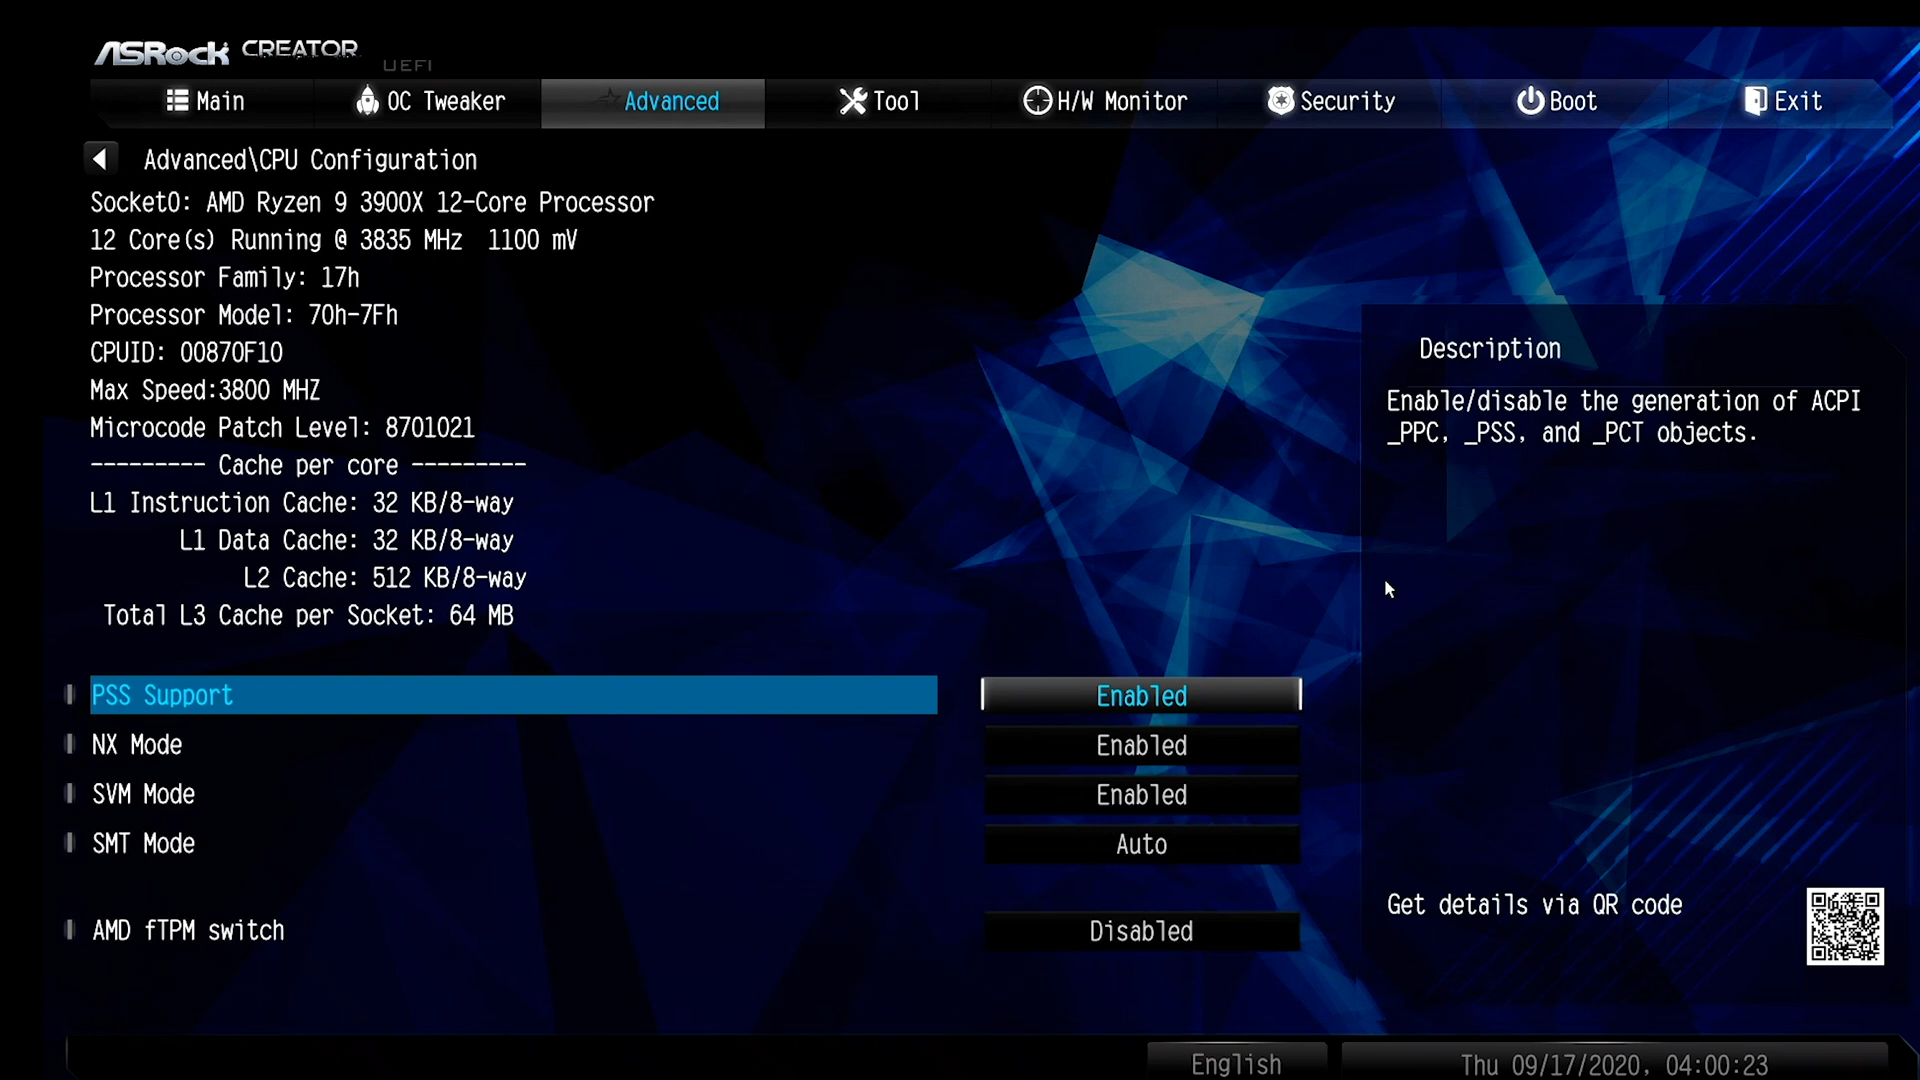 ASRock CREATOR
UEFI
Main
OC Tweaker
Advanced
Tool
H/W Monitor
Security
Boot
Exit
Advanced\CPU Configuration
Socket0: AMD Ryzen 9 3900X 12-Core Processor
12 Core(s) Running @ 3835 MHz  1100 mV
Processor Family: 17h
Processor Model: 70h-7Fh
CPUID: 00870F10
Max Speed:3800 MHZ
Microcode Patch Level: 8701021
--------- Cache per core ---------
L1 Instruction Cache: 32 KB/8-way
L1 Data Cache: 32 KB/8-way
L2 Cache: 512 KB/8-way
Total L3 Cache per Socket: 64 MB
PSS Support Enabled
NX Mode Enabled
SVM Mode Enabled
SMT Mode Auto
AMD fTPM switch Disabled
Description
Enable/disable the generation of ACPI
_PPC, _PSS, and _PCT objects.
Get details via QR code
English
Thu 09/17/2020, 04:00:23